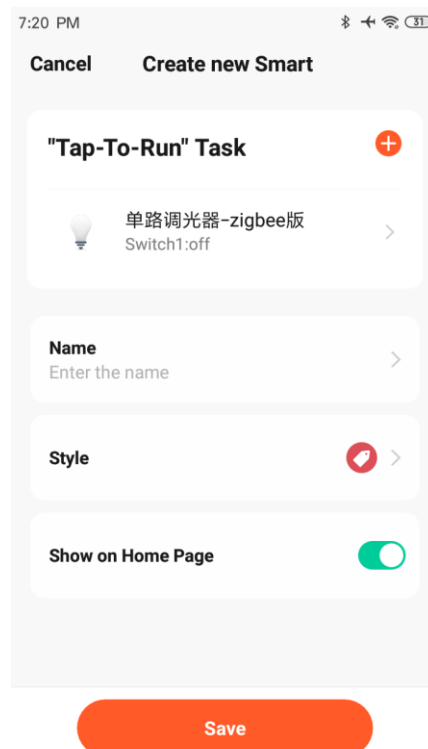 7:20 PM 31
Cancel Create new Smart
"Tap-To-Run" Task
单路调光器-zigbee版
Switch1:off
Name
Enter the name
Style
Show on Home Page
Save